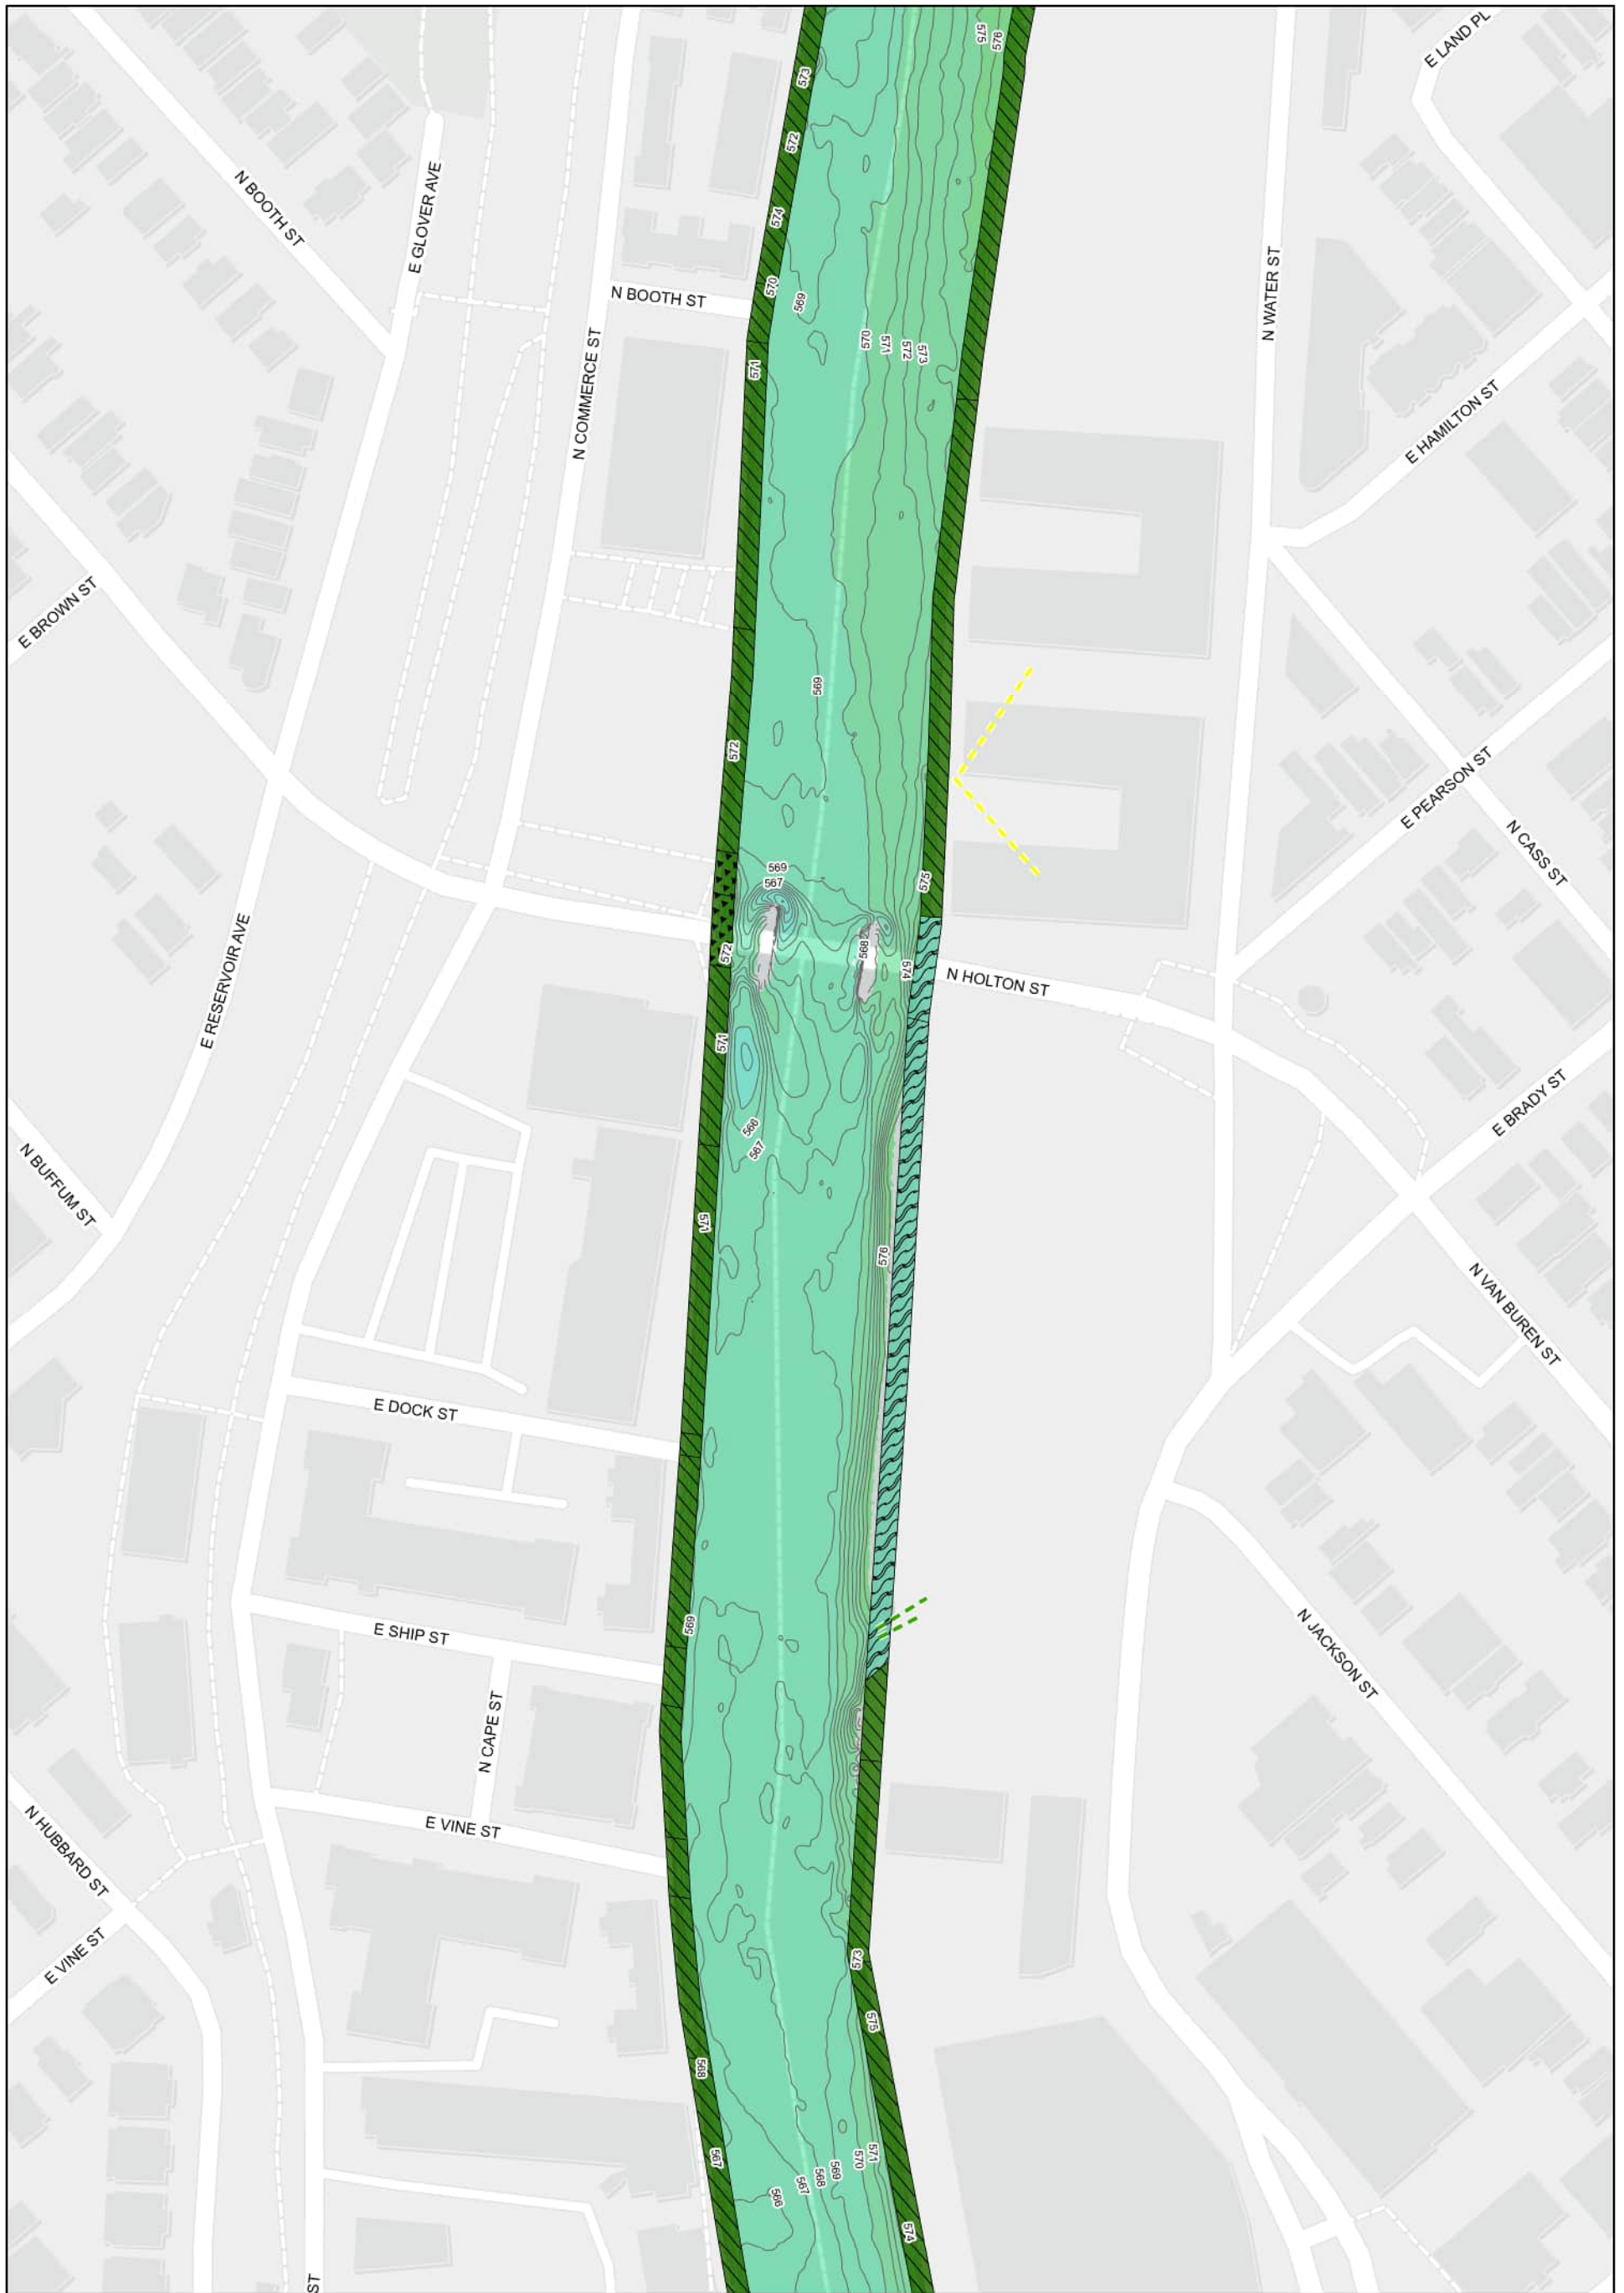 575
576
E LAND PL
573
572
N BOOTH ST
E GLOVER AVE
574
570
569
N BOOTH ST
N WATER ST
N COMMERCE ST
570
571
572
573
571
E HAMILTON ST
E BROWN ST
569
572
E PEARSON ST
N CASS ST
569
567
575
572
568
574
N HOLTON ST
E RESERVOIR AVE
571
E BRADY ST
566
567
N BUFFUM ST
571
576
N VAN BUREN ST
E DOCK ST
569
E SHIP ST
N JACKSON ST
N CAPE ST
E VINE ST
N HUBBARD ST
E VINE ST
573
575
568
567
571
570
569
568
567
566
574
ST